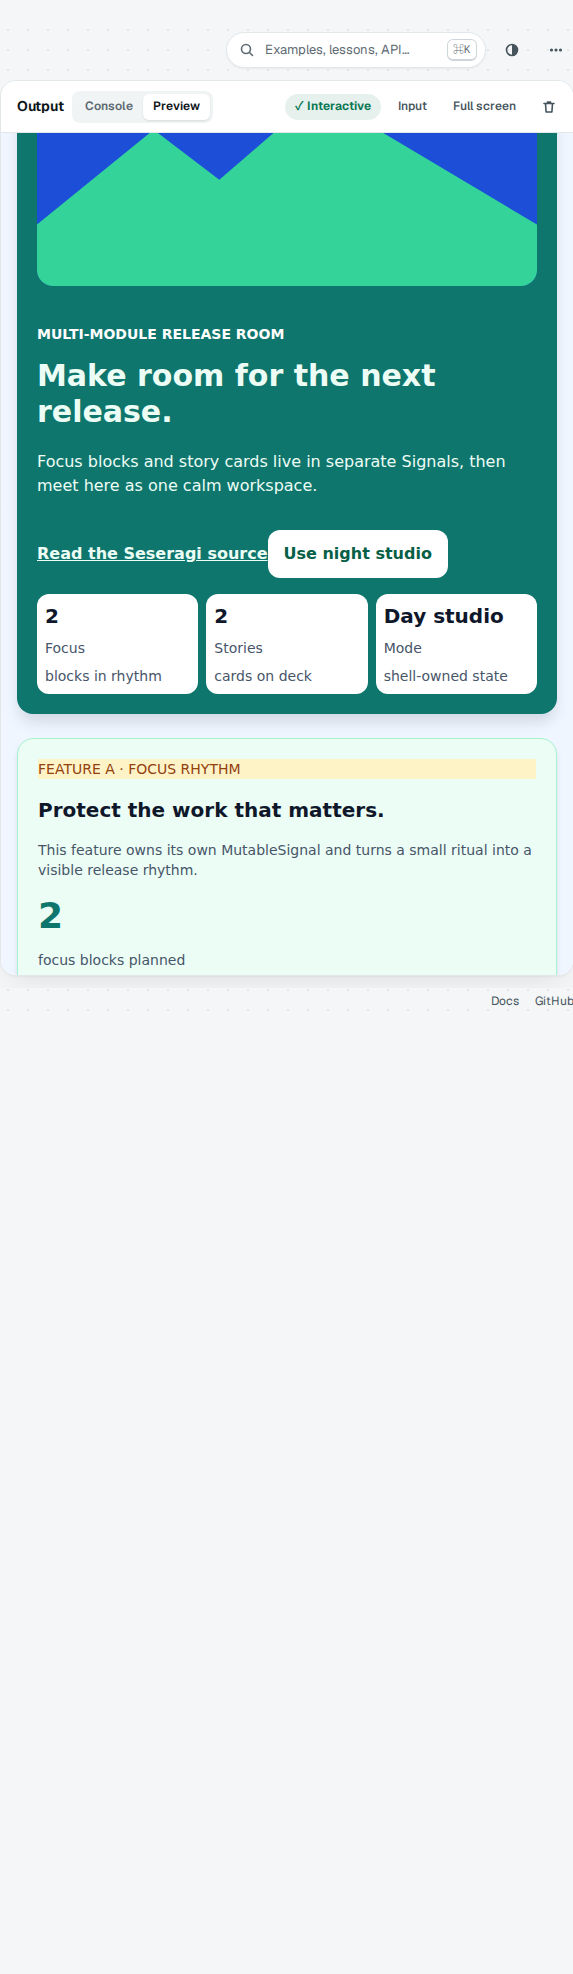 Examples, lessons, API… ⌘K
Output Console Preview ✓ Interactive Input Full screen
MULTI-MODULE RELEASE ROOM
Make room for the next
release.
Focus blocks and story cards live in separate Signals, then
meet here as one calm workspace.
Read the Seseragi source Use night studio
2 2 Day studio
Focus Stories Mode
blocks in rhythm cards on deck shell-owned state
FEATURE A · FOCUS RHYTHM
Protect the work that matters.
This feature owns its own MutableSignal and turns a small ritual into a
visible release rhythm.
2
focus blocks planned
Docs GitHub